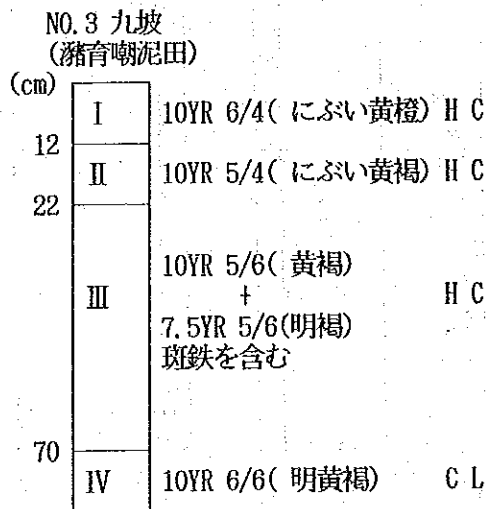 NO.3 九坡
(潴育嘲泥田)
(cm)
I 10YR 6/4( にぶい黄橙) H C
12
II 10YR 5/4( にぶい黄褐) H C
22
10YR 5/6( 黄褐)
III + H C
7.5YR 5/6(明褐)
斑鉄を含む
70
IV 10YR 6/6( 明黄褐) C L